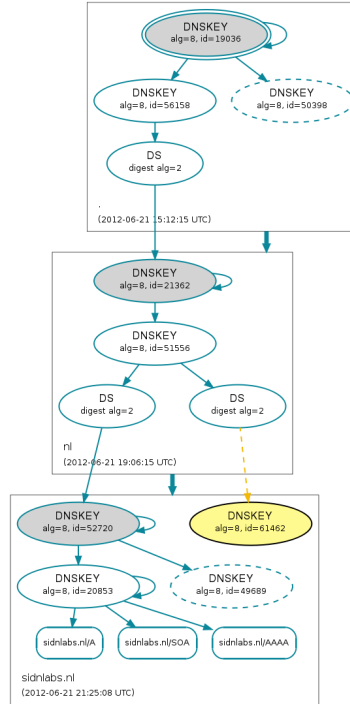 DNSKEY
alg=8, id=19036
DNSKEY
alg=8, id=56158
DNSKEY
alg=8, id=50398
DS
digest alg=2
.
(2012-06-21 15:12:15 UTC)
DNSKEY
alg=8, id=21362
DNSKEY
alg=8, id=51556
DS
digest alg=2
DS
digest alg=2
nl
(2012-06-21 19:06:15 UTC)
DNSKEY
alg=8, id=52720
DNSKEY
alg=8, id=61462
DNSKEY
alg=8, id=20853
DNSKEY
alg=8, id=49689
sidnlabs.nl/A
sidnlabs.nl/SOA
sidnlabs.nl/AAAA
sidnlabs.nl
(2012-06-21 21:25:08 UTC)